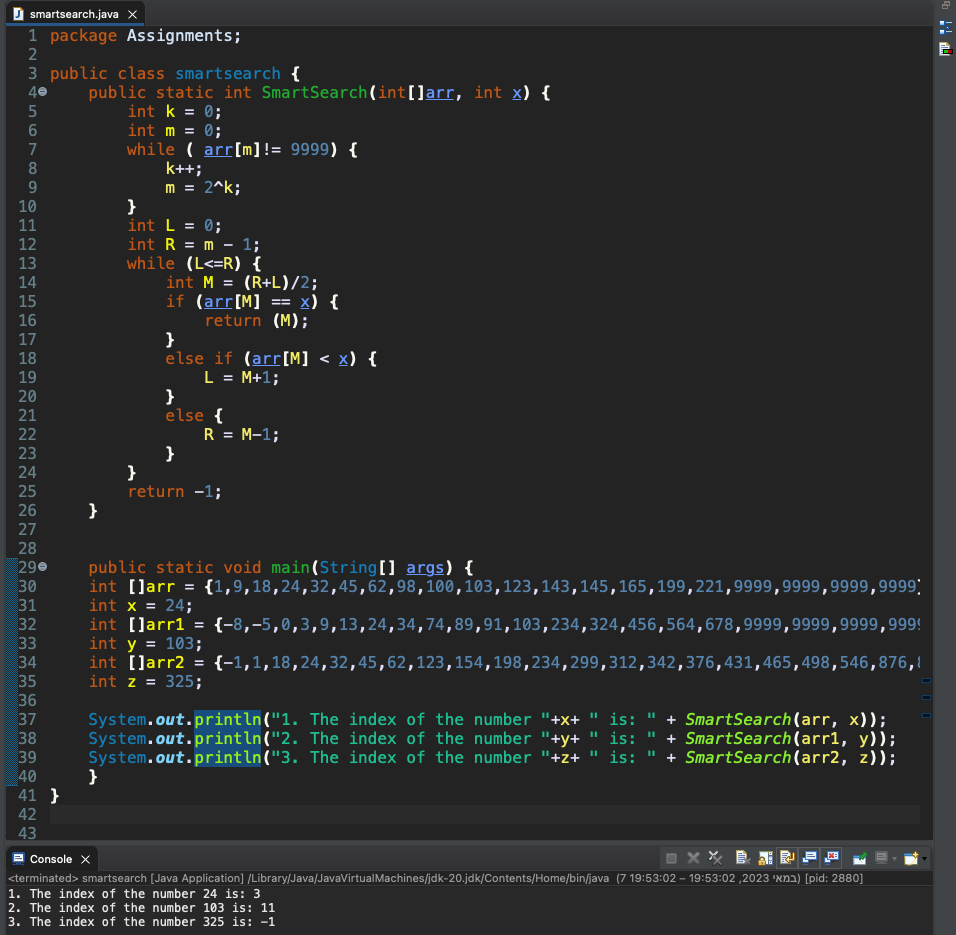 smartsearch.java
1 package Assignments;
2
3 public class smartsearch {
4 public static int SmartSearch(int[]arr, int x) {
5 int k = 0;
6 int m = 0;
7 while ( arr[m]!= 9999) {
8 k++;
9 m = 2^k;
10 }
11 int L = 0;
12 int R = m - 1;
13 while (L<=R) {
14 int M = (R+L)/2;
15 if (arr[M] == x) {
16 return (M);
17 }
18 else if (arr[M] < x) {
19 L = M+1;
20 }
21 else {
22 R = M-1;
23 }
24 }
25 return -1;
26 }
27
28
29 public static void main(String[] args) {
30 int []arr = {1,9,18,24,32,45,62,98,100,103,123,143,145,165,199,221,9999,9999,9999,9999}
31 int x = 24;
32 int []arr1 = {-8,-5,0,3,9,13,24,34,74,89,91,103,234,324,456,564,678,9999,9999,9999,9999
33 int y = 103;
34 int []arr2 = {-1,1,18,24,32,45,62,123,154,198,234,299,312,342,376,431,465,498,546,876,
35 int z = 325;
36
37 System.out.println("1. The index of the number "+x+ " is: " + SmartSearch(arr, x));
38 System.out.println("2. The index of the number "+y+ " is: " + SmartSearch(arr1, y));
39 System.out.println("3. The index of the number "+z+ " is: " + SmartSearch(arr2, z));
40 }
41 }
42
43
Console
<terminated> smartsearch [Java Application] /Library/Java/JavaVirtualMachines/jdk-20.jdk/Contents/Home/bin/java (7 במאי 2023, 19:53:02 – 19:53:02) [pid: 2880]
1. The index of the number 24 is: 3
2. The index of the number 103 is: 11
3. The index of the number 325 is: -1